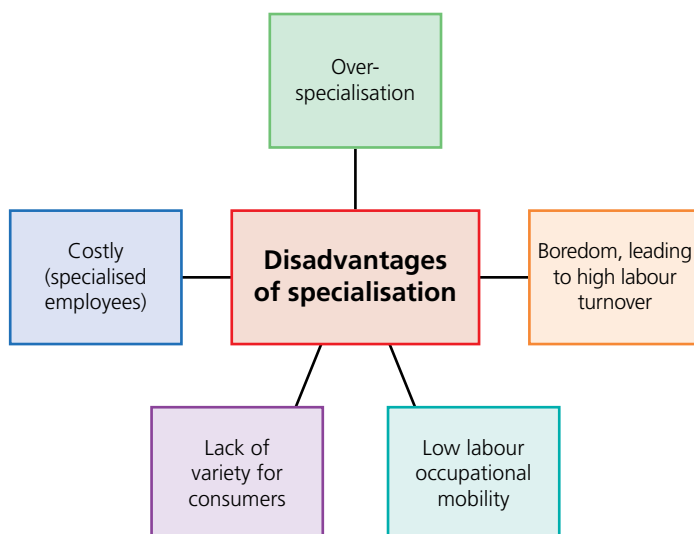 Over-
specialisation
Costly
(specialised
employees)
Disadvantages
of specialisation
Boredom, leading
to high labour
turnover
Lack of
variety for
consumers
Low labour
occupational
mobility